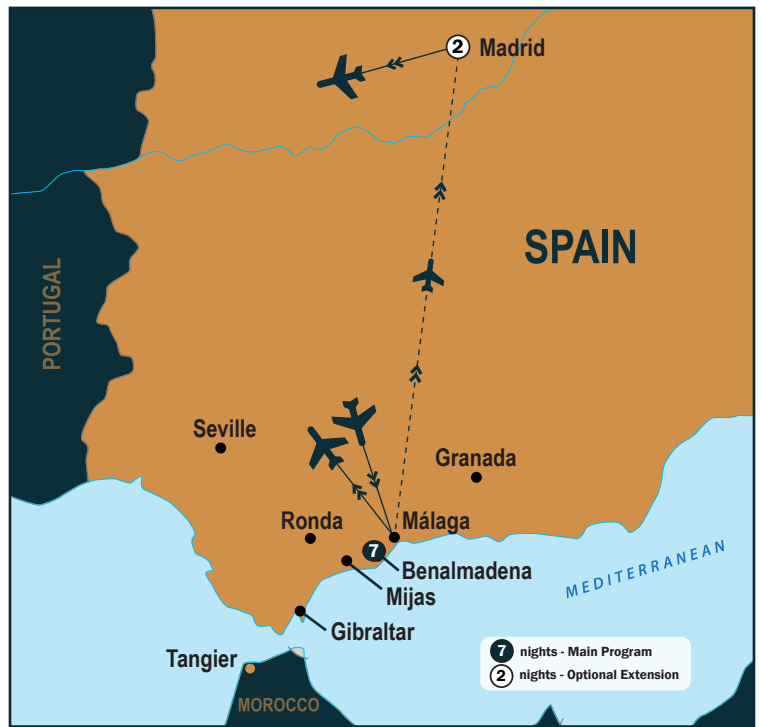 2 Madrid
SPAIN
PORTUGAL
Seville
Granada
Ronda
Málaga
7
Benalmadena
Mijas
MEDITERRANEAN
Gibraltar
Tangier
MOROCCO
7 nights - Main Program
2 nights - Optional Extension